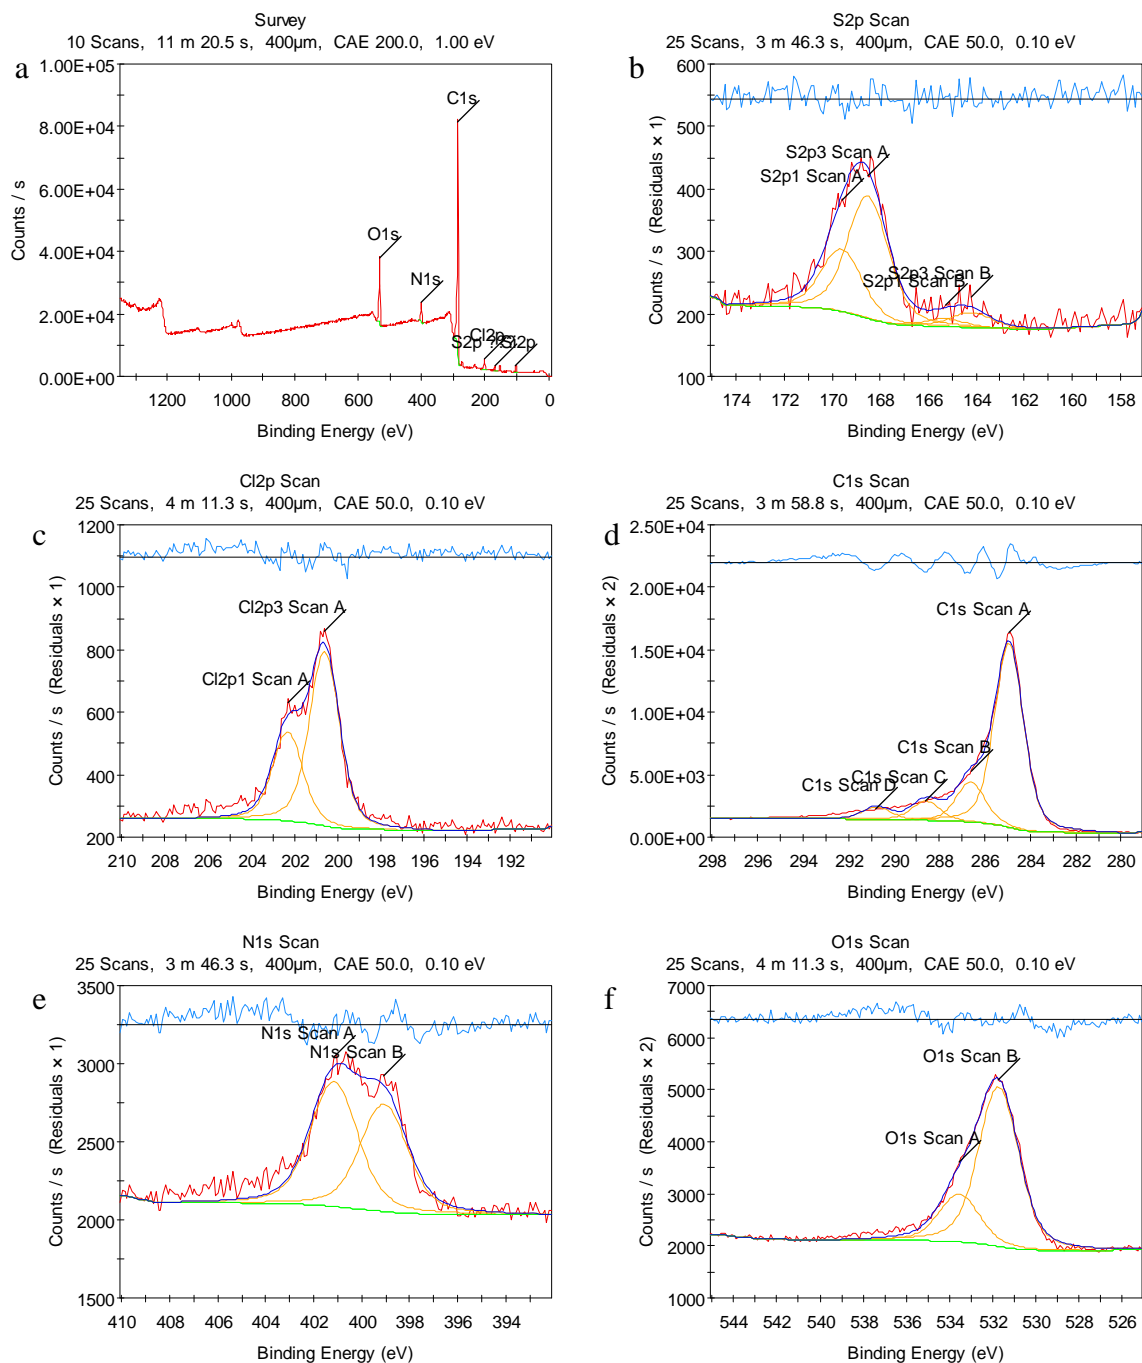 Survey
10 Scans, 11 m 20.5 s, 400µm, CAE 200.0, 1.00 eV
a
1.00E+05
8.00E+04
6.00E+04
4.00E+04
2.00E+04
0.00E+00
Counts / s
C1s
O1s
N1s
Cl2p
S2p
Si2p
1200
1000
800
600
400
200
0
Binding Energy (eV)
S2p Scan
25 Scans, 3 m 46.3 s, 400µm, CAE 50.0, 0.10 eV
b
600
500
400
300
200
100
Counts / s (Residuals × 1)
S2p3 Scan A
S2p1 Scan A
S2p3 Scan B
S2p1 Scan B
174
172
170
168
166
164
162
160
158
Binding Energy (eV)
Cl2p Scan
25 Scans, 4 m 11.3 s, 400µm, CAE 50.0, 0.10 eV
c
1200
1000
800
600
400
200
Counts / s (Residuals × 1)
Cl2p3 Scan A
Cl2p1 Scan A
210
208
206
204
202
200
198
196
194
192
Binding Energy (eV)
C1s Scan
25 Scans, 3 m 58.8 s, 400µm, CAE 50.0, 0.10 eV
d
2.50E+04
2.00E+04
1.50E+04
1.00E+04
5.00E+03
0.00E+00
Counts / s (Residuals × 2)
C1s Scan A
C1s Scan B
C1s Scan C
C1s Scan D
298
296
294
292
290
288
286
284
282
280
Binding Energy (eV)
N1s Scan
25 Scans, 3 m 46.3 s, 400µm, CAE 50.0, 0.10 eV
e
3500
3000
2500
2000
1500
Counts / s (Residuals × 1)
N1s Scan A
N1s Scan B
410
408
406
404
402
400
398
396
394
Binding Energy (eV)
O1s Scan
25 Scans, 4 m 11.3 s, 400µm, CAE 50.0, 0.10 eV
f
7000
6000
5000
4000
3000
2000
1000
Counts / s (Residuals × 2)
O1s Scan B
O1s Scan A
544
542
540
538
536
534
532
530
528
526
Binding Energy (eV)